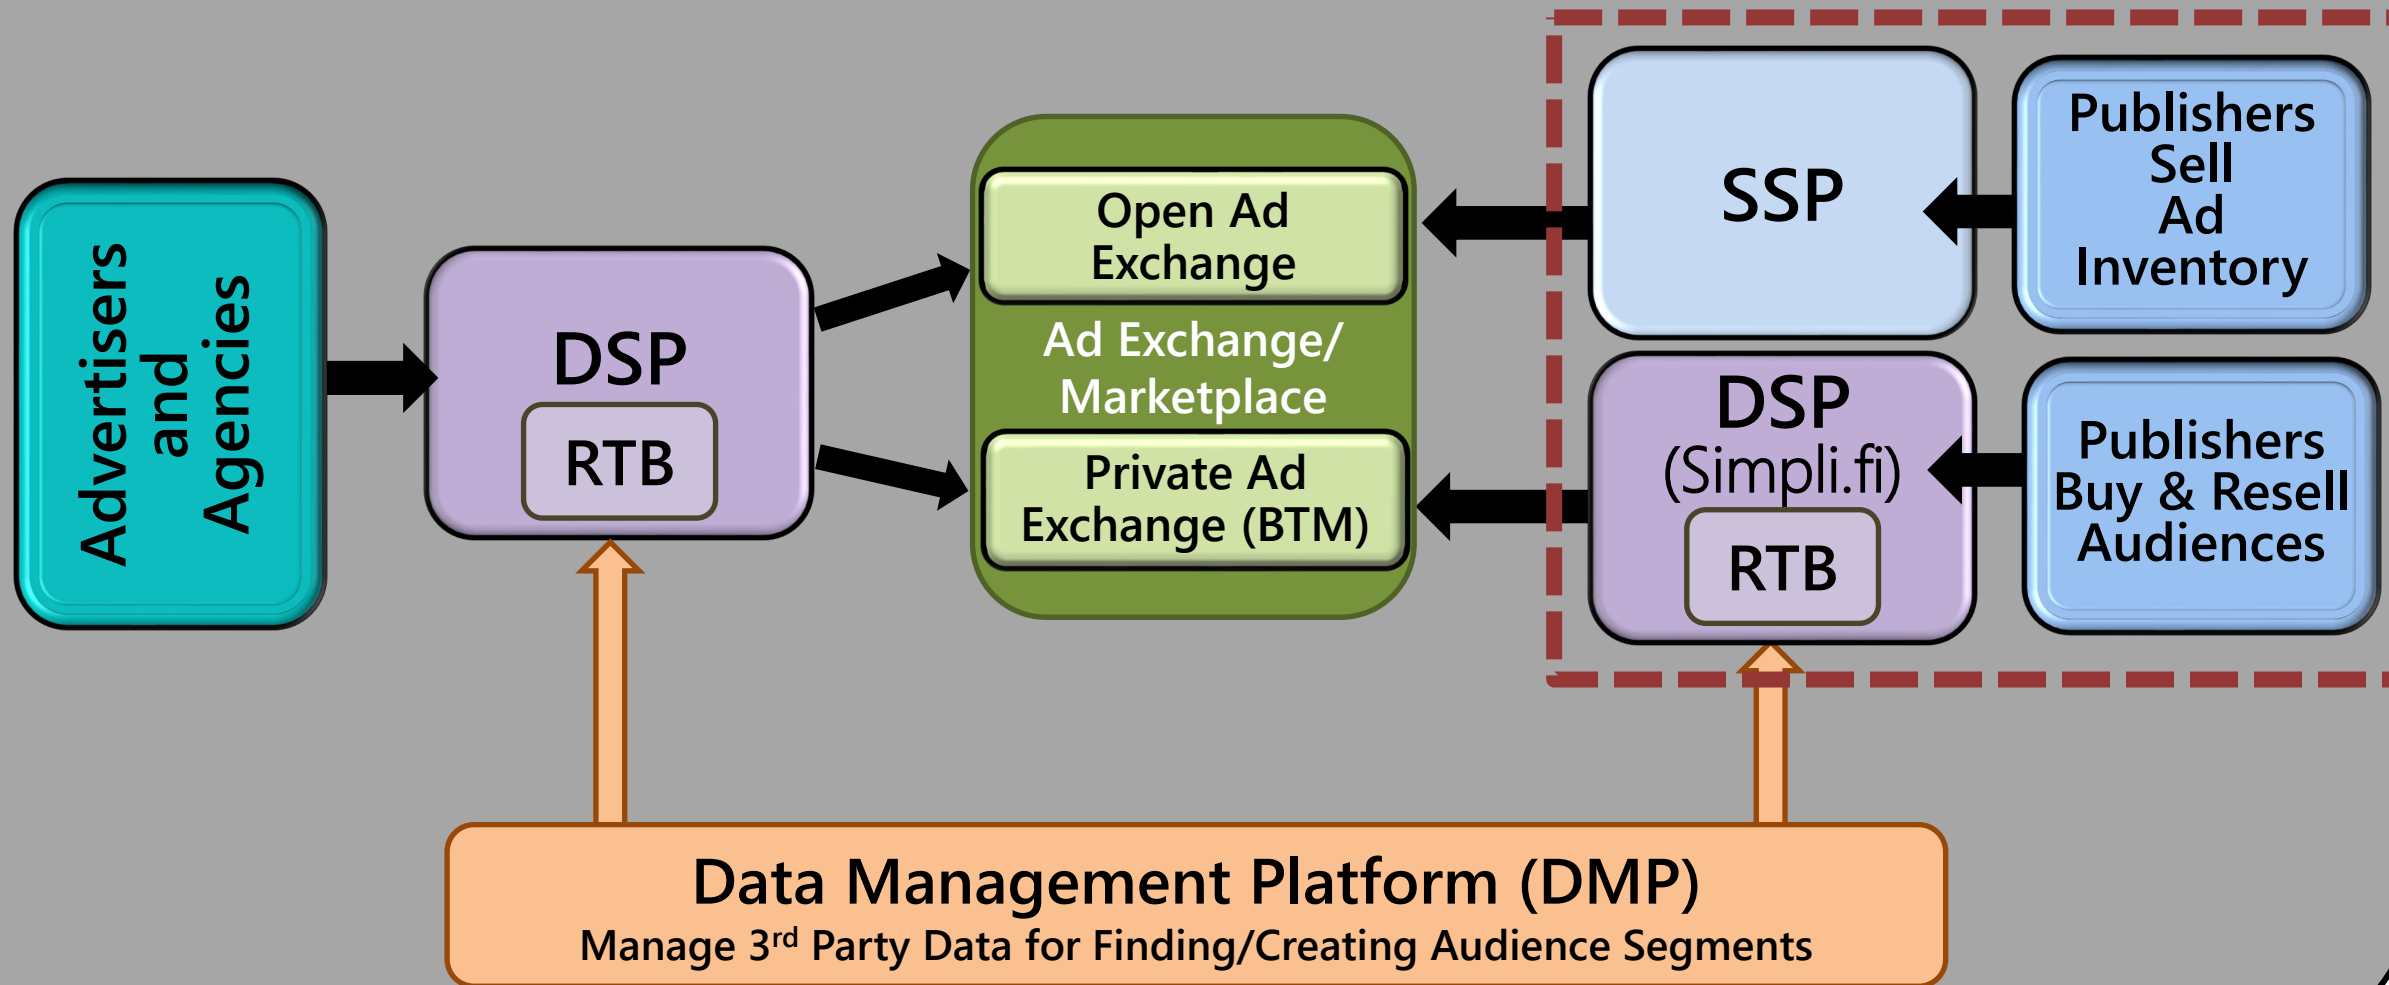 Advertisers
and
Agencies
DSP
RTB
Open Ad
Exchange
Ad Exchange/
Marketplace
Private Ad
Exchange (BTM)
SSP
Publishers
Sell
Ad
Inventory
DSP
(Simpli.fi)
RTB
Publishers
Buy & Resell
Audiences
Data Management Platform (DMP)
Manage 3rd Party Data for Finding/Creating Audience Segments